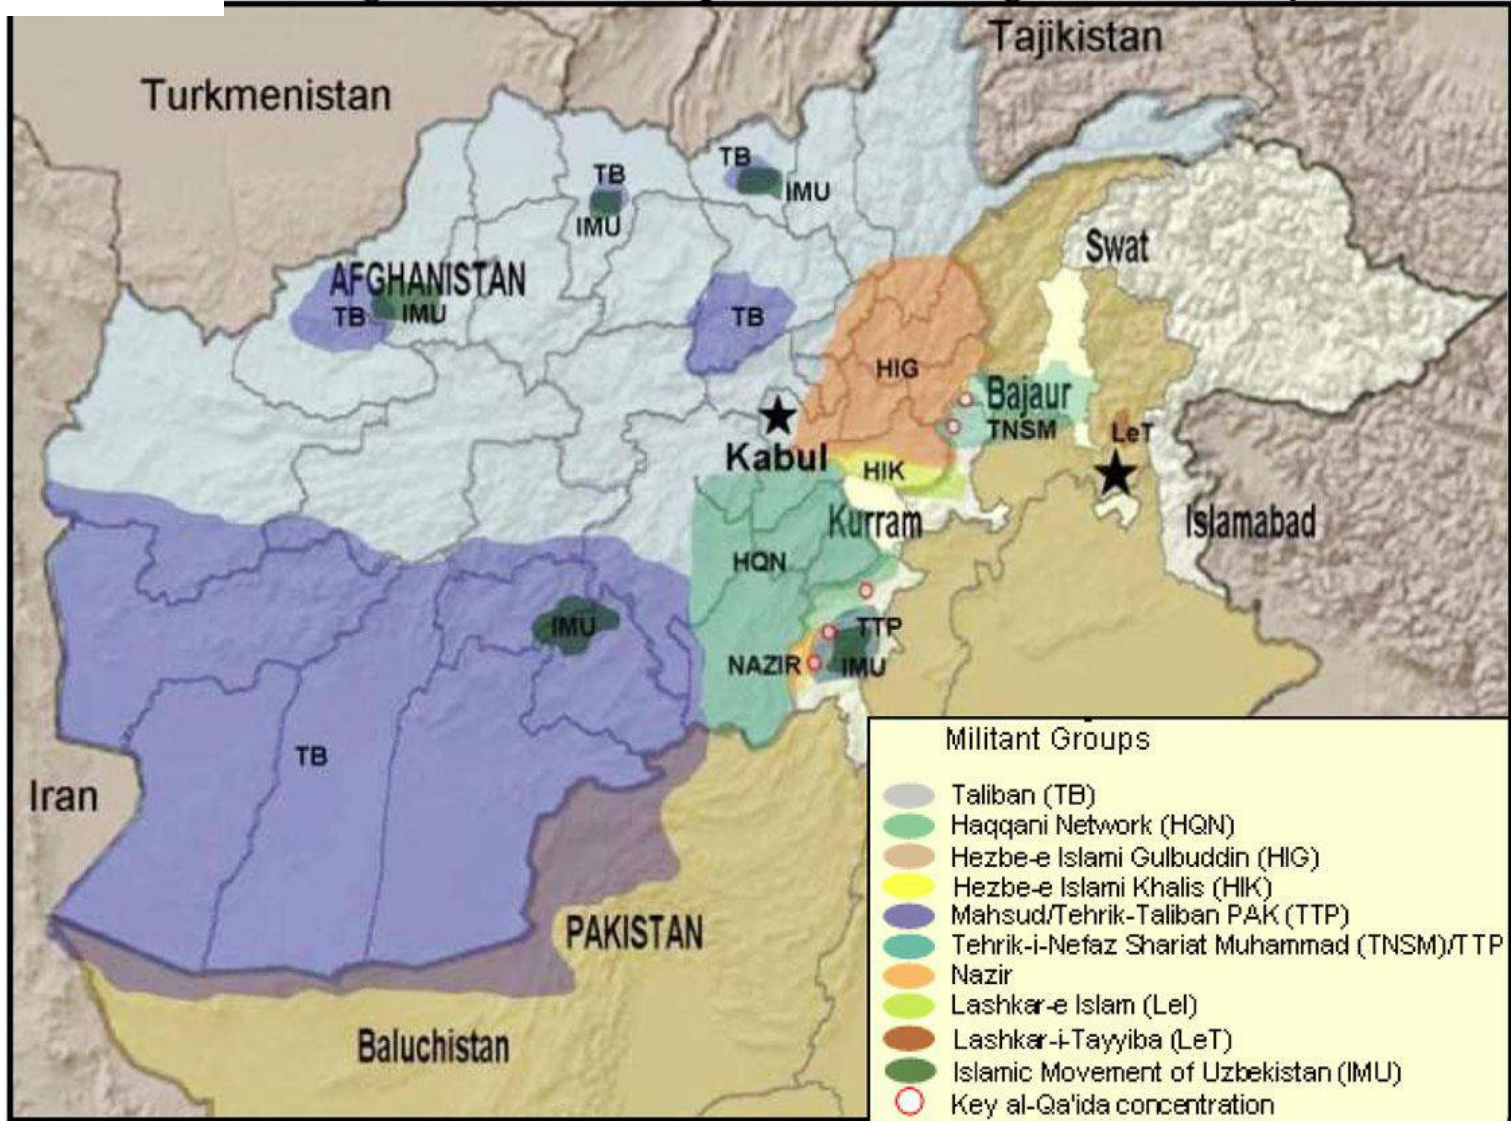 Tajikistan
Turkmenistan
TB
TB
IMU
IMU
Swat
AFGHANISTAN
TB
IMU
TB
HIG
Bajaur
TNSM
LeT
Kabul
HIK
Kurram
Islamabad
HQN
IMU
TTP
NAZIR
IMU
TB
Iran
PAKISTAN
Baluchistan
Militant Groups
Taliban (TB)
Haqqani Network (HQN)
Hezbe-e Islami Gulbuddin (HIG)
Hezbe-e Islami Khalis (HIK)
Mahsud/Tehrik-Taliban PAK (TTP)
Tehrik-i-Nefaz Shariat Muhammad (TNSM)/TTP
Nazir
Lashkar-e Islam (LeI)
Lashkar-i-Tayyiba (LeT)
Islamic Movement of Uzbekistan (IMU)
Key al-Qa'ida concentration